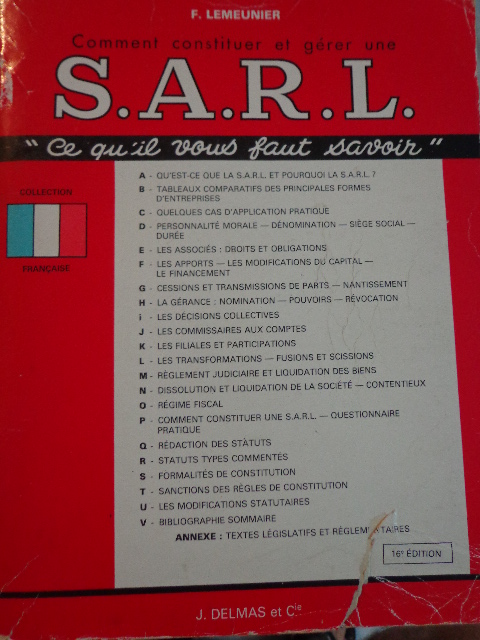 F. LEMEUNIER
Comment constituer et gérer une
S.A.R.L.
"Ce qu'il vous faut savoir"
COLLECTION
FRANÇAISE
A - QU'EST-CE QUE LA S.A.R.L. ET POURQUOI LA S.A.R.L. ?
B - TABLEAUX COMPARATIFS DES PRINCIPALES FORMES
D'ENTREPRISES
C - QUELQUES CAS D'APPLICATION PRATIQUE
D - PERSONNALITÉ MORALE — DÉNOMINATION — SIÈGE SOCIAL —
DURÉE
E - LES ASSOCIÉS : DROITS ET OBLIGATIONS
F - LES APPORTS — LES MODIFICATIONS DU CAPITAL —
LE FINANCEMENT
G - CESSIONS ET TRANSMISSIONS DE PARTS — NANTISSEMENT
H - LA GÉRANCE : NOMINATION — POUVOIRS — RÉVOCATION
I - LES DÉCISIONS COLLECTIVES
J - LES COMMISSAIRES AUX COMPTES
K - LES FILIALES ET PARTICIPATIONS
L - LES TRANSFORMATIONS — FUSIONS ET SCISSIONS
M - RÈGLEMENT JUDICIAIRE ET LIQUIDATION DES BIENS
N - DISSOLUTION ET LIQUIDATION DE LA SOCIÉTÉ — CONTENTIEUX
O - RÉGIME FISCAL
P - COMMENT CONSTITUER UNE S.A.R.L. — QUESTIONNAIRE
PRATIQUE
Q - RÉDACTION DES STATUTS
R - STATUTS TYPES COMMENTÉS
S - FORMALITÉS DE CONSTITUTION
T - SANCTIONS DES RÈGLES DE CONSTITUTION
U - LES MODIFICATIONS STATUTAIRES
V - BIBLIOGRAPHIE SOMMAIRE
ANNEXE : TEXTES LÉGISLATIFS ET RÉGLEMENTAIRES
16e ÉDITION
J. DELMAS et Cie